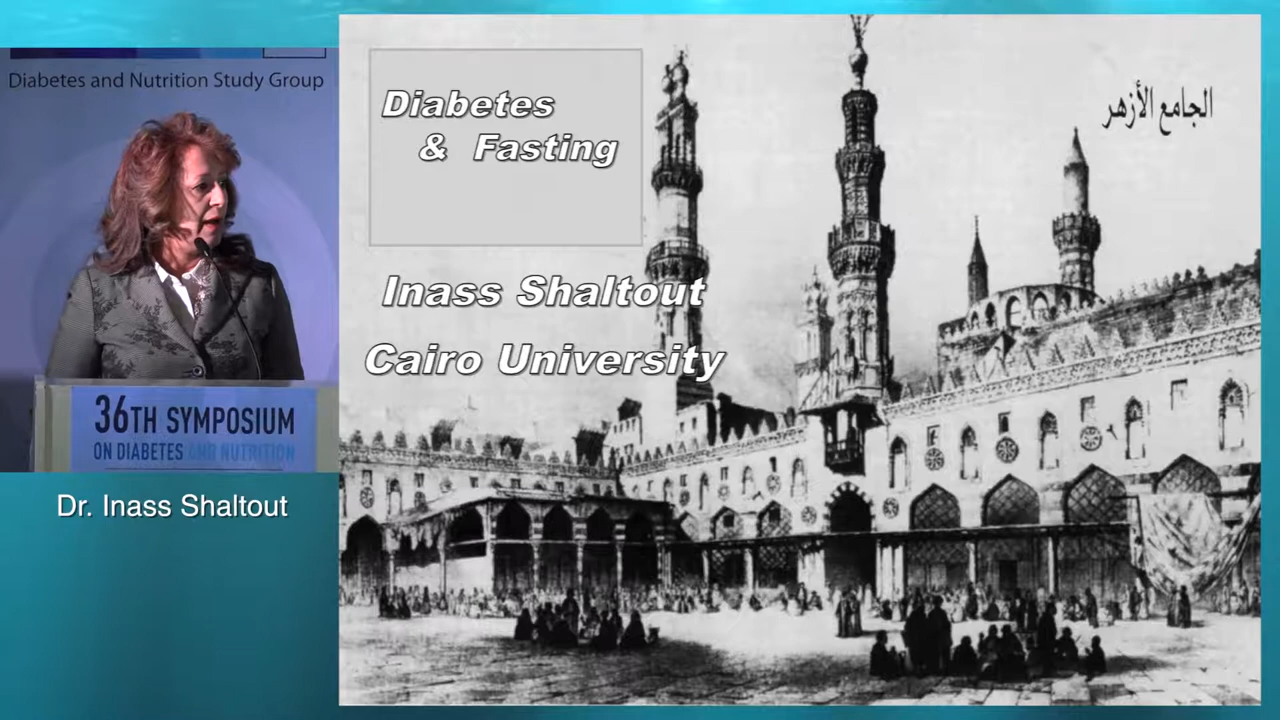 Diabetes and Nutrition Study Group
36TH SYMPOSIUM
ON DIABETES AND NUTRITION
Dr. Inass Shaltout
Diabetes
& Fasting
Inass Shaltout
Cairo University
الجامع الأزهر